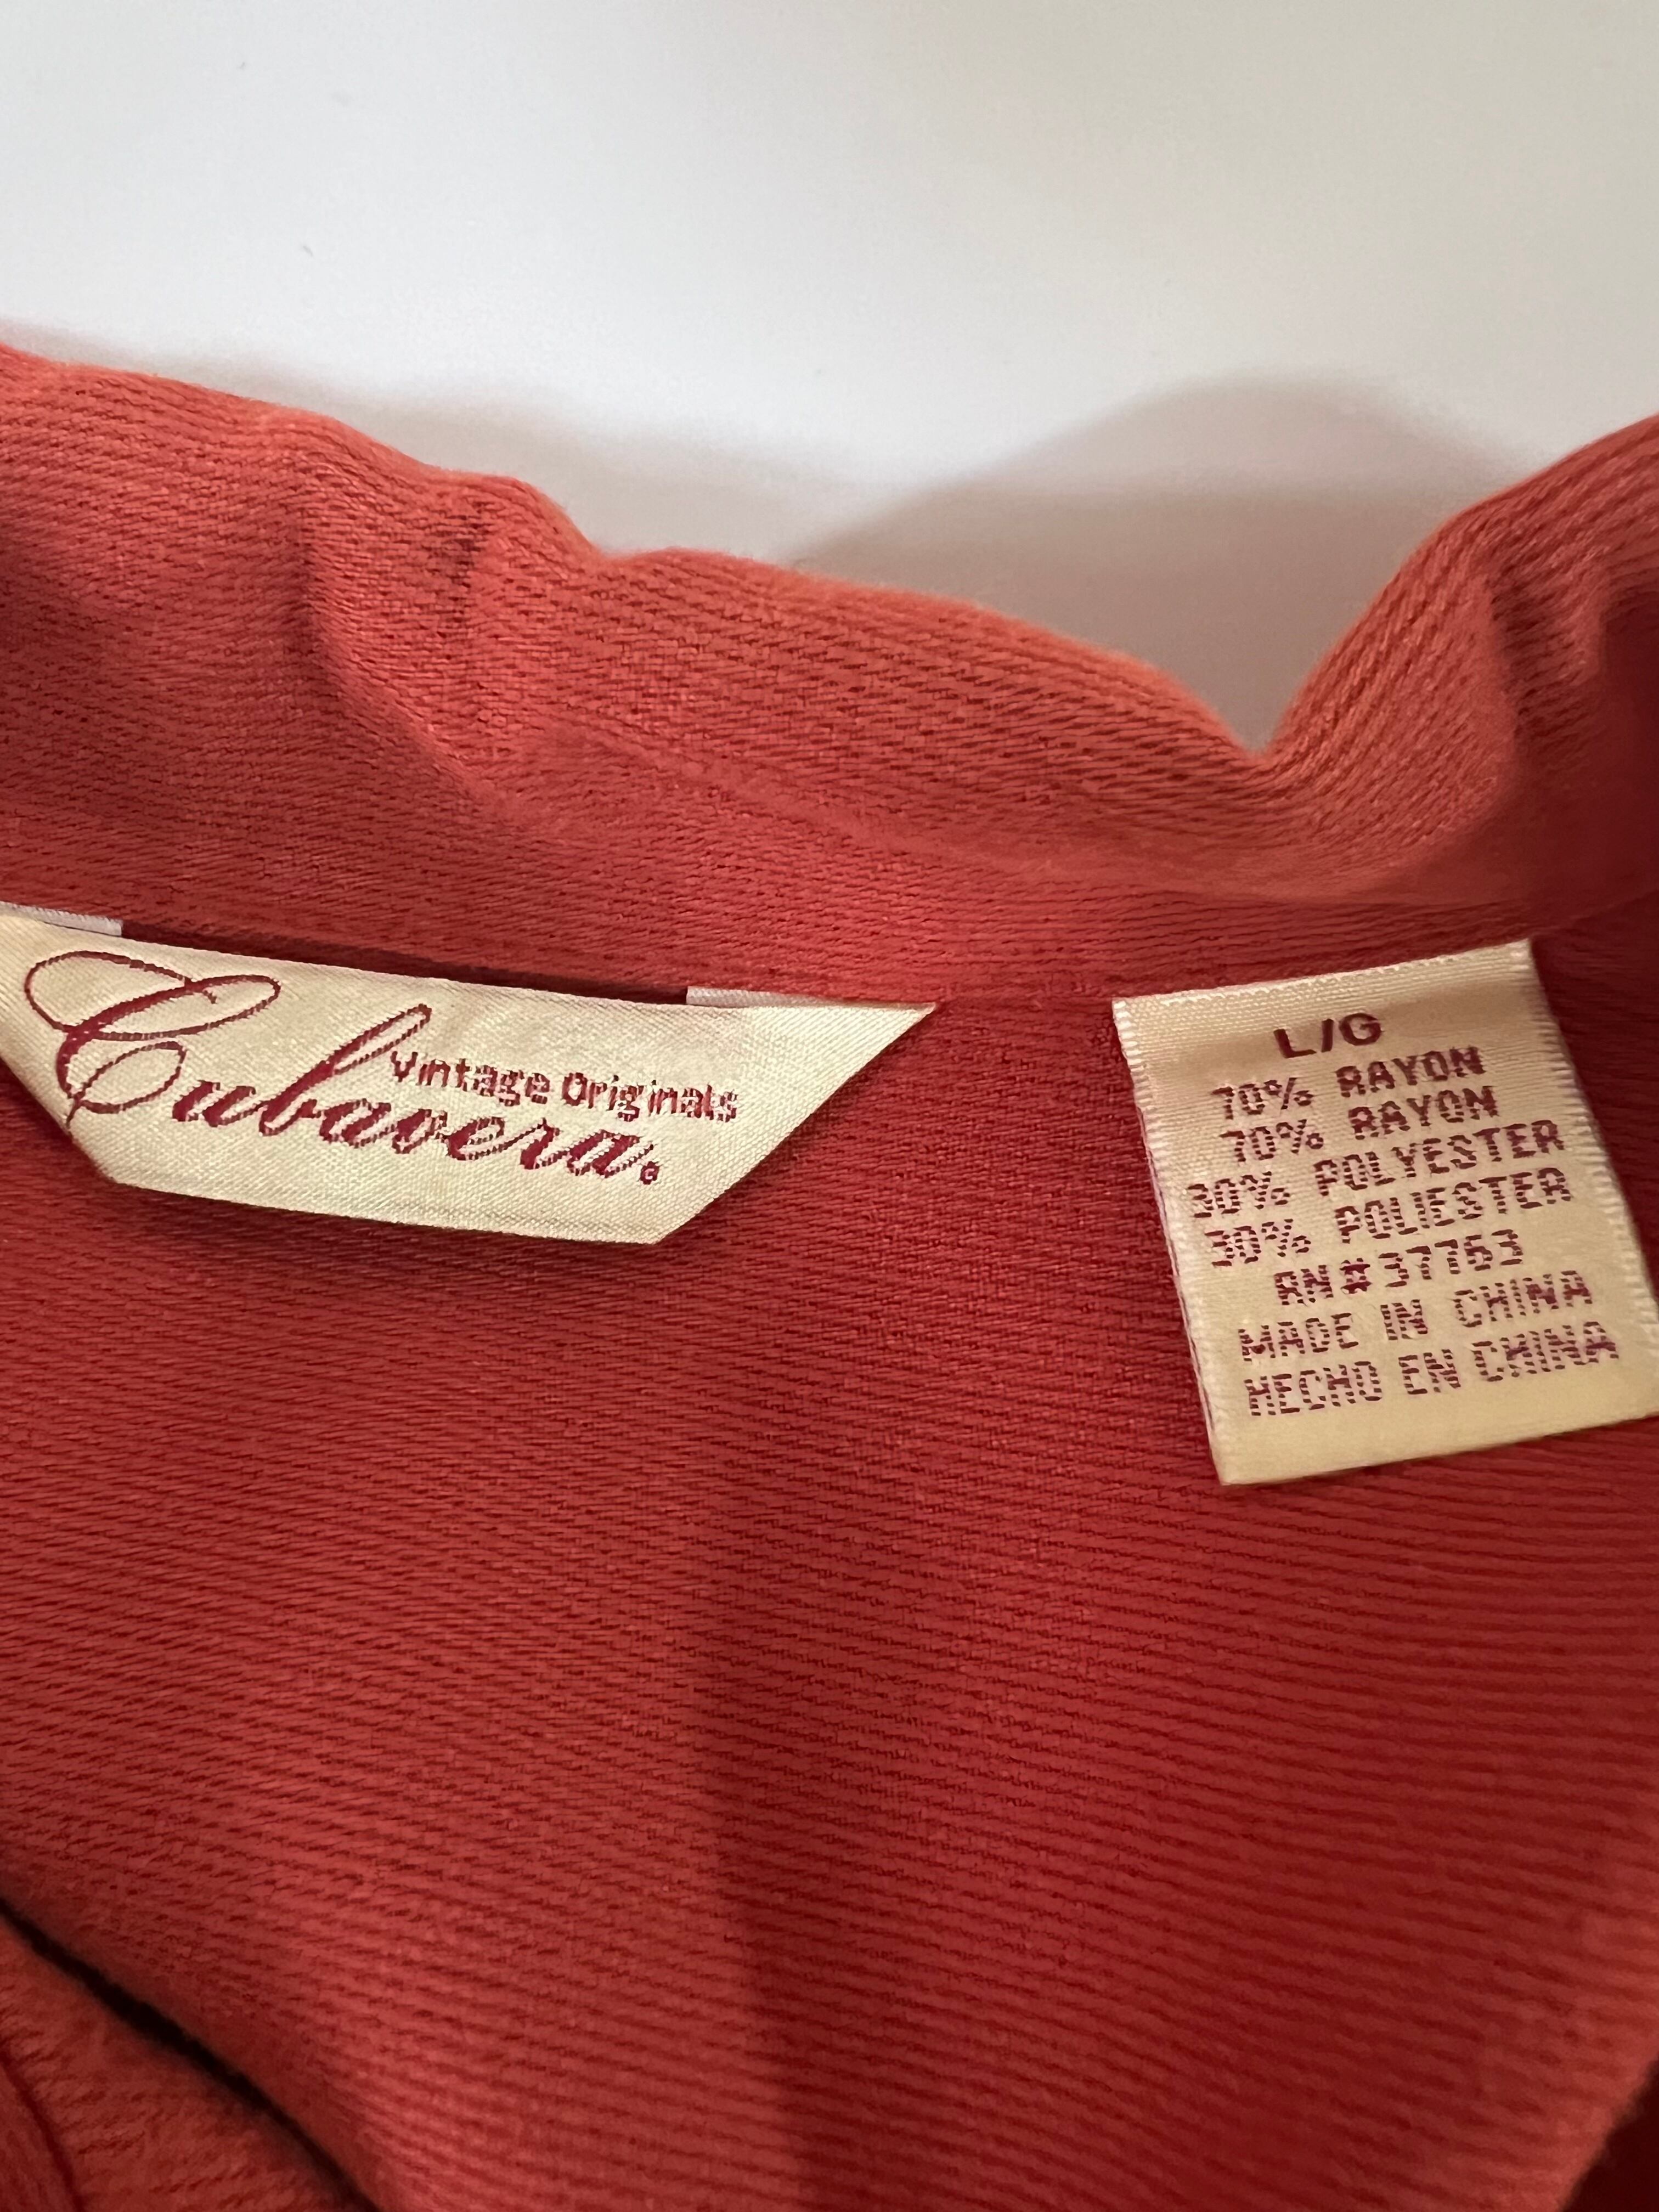 Vintage Originals
Cubavera
L/G
70% RAYON
70% RAYON
30% POLYESTER
30% POLIESTER
RN# 37763
MADE IN CHINA
HECHO EN CHINA